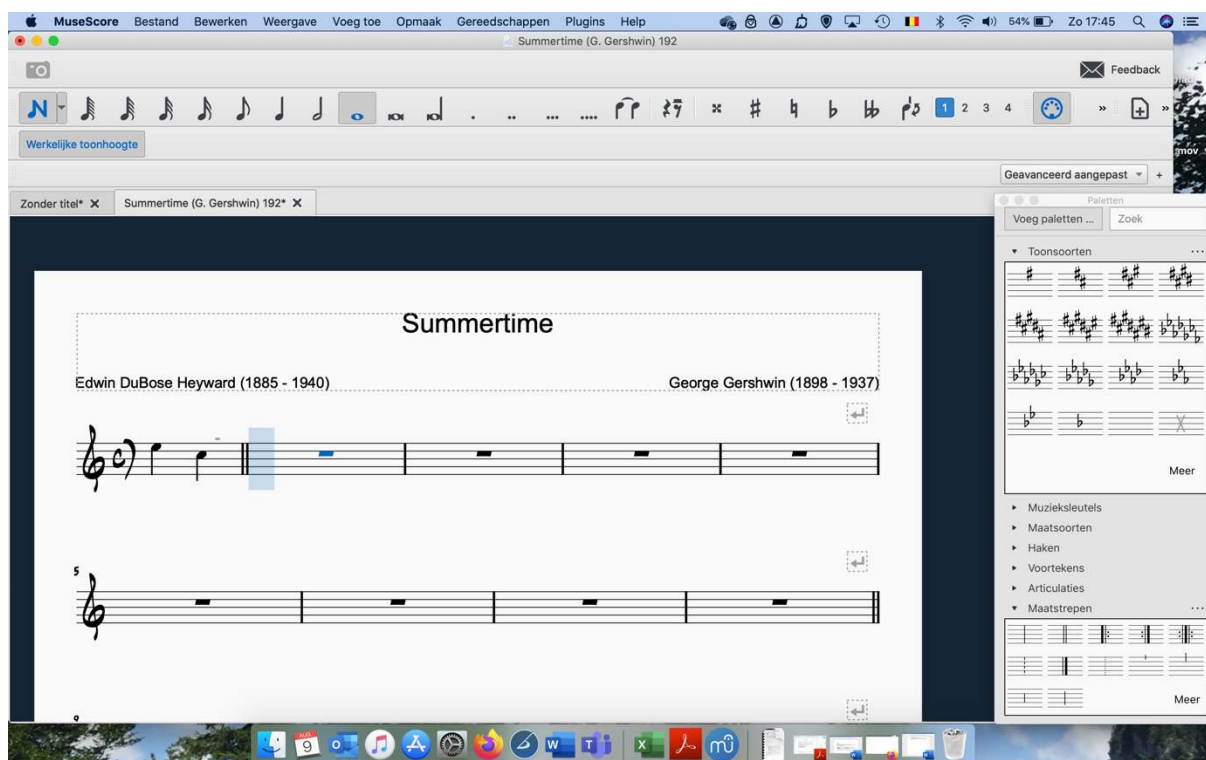 MuseScore Bestand Bewerken Weergave Voeg toe Opmaak Gereedschappen Plugins Help 54% Zo 17:45
Summertime (G. Gershwin) 192
Feedback
N 1 2 3 4 » »
Werkelijke toonhoogte
.mov
Geavanceerd aangepast +
Zonder titel* X Summertime (G. Gershwin) 192* X
Paletten
Voeg paletten ... Zoek
Toonsoorten ...
Summertime
Edwin DuBose Heyward (1885 - 1940) George Gershwin (1898 - 1937)
Meer
Muzieksleutels
Maatsoorten
Haken
Voortekens
5
Articulaties
Maatstrepen ...
Meer
9
9